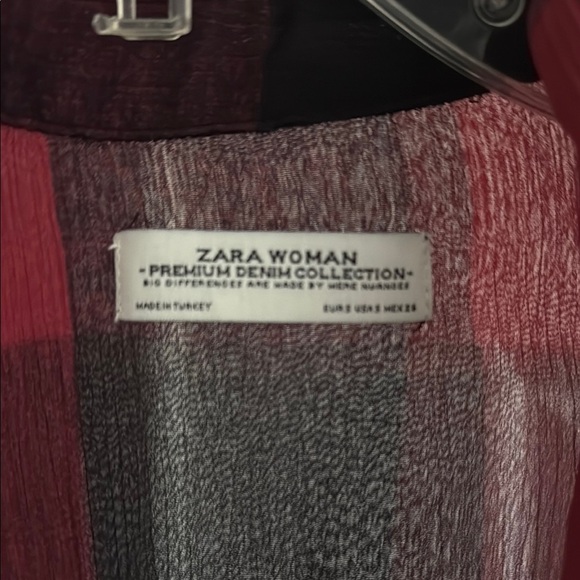 ZARA WOMAN
-PREMIUM DENIM COLLECTION-
BIG DIFFERENCES ARE MADE BY MERE NUANCES
MADE IN TURKEY EUR S USA S MEX 26